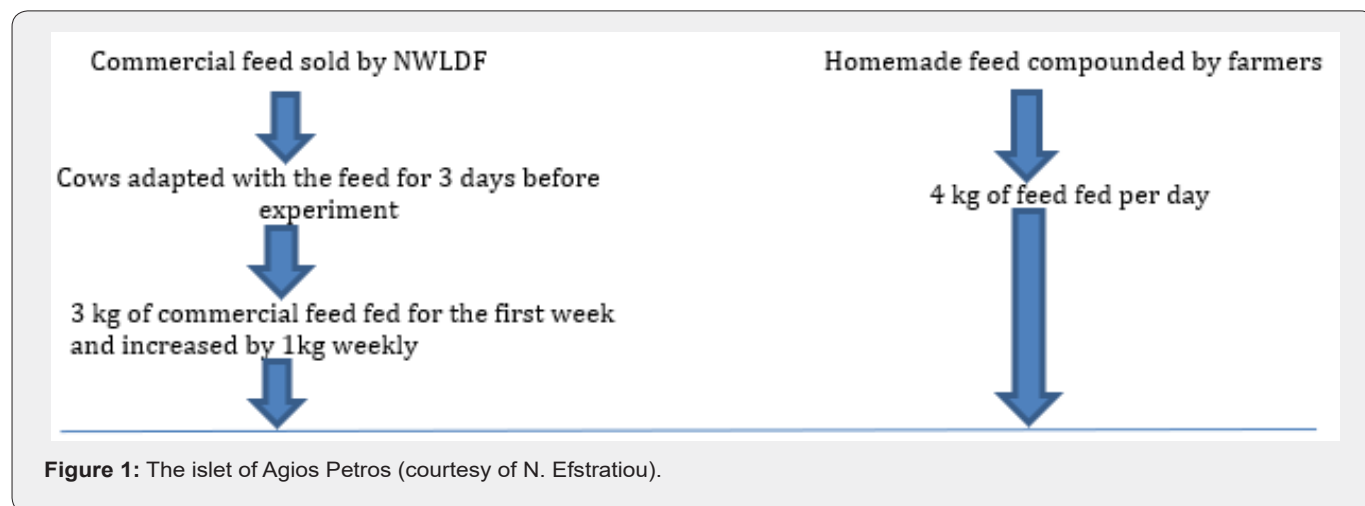 Commercial feed sold by NWLDF
Cows adapted with the feed for 3 days before
experiment
3 kg of commercial feed fed for the first week
and increased by 1kg weekly
Homemade feed compounded by farmers
4 kg of feed fed per day
Figure 1: The islet of Agios Petros (courtesy of N. Efstratiou).